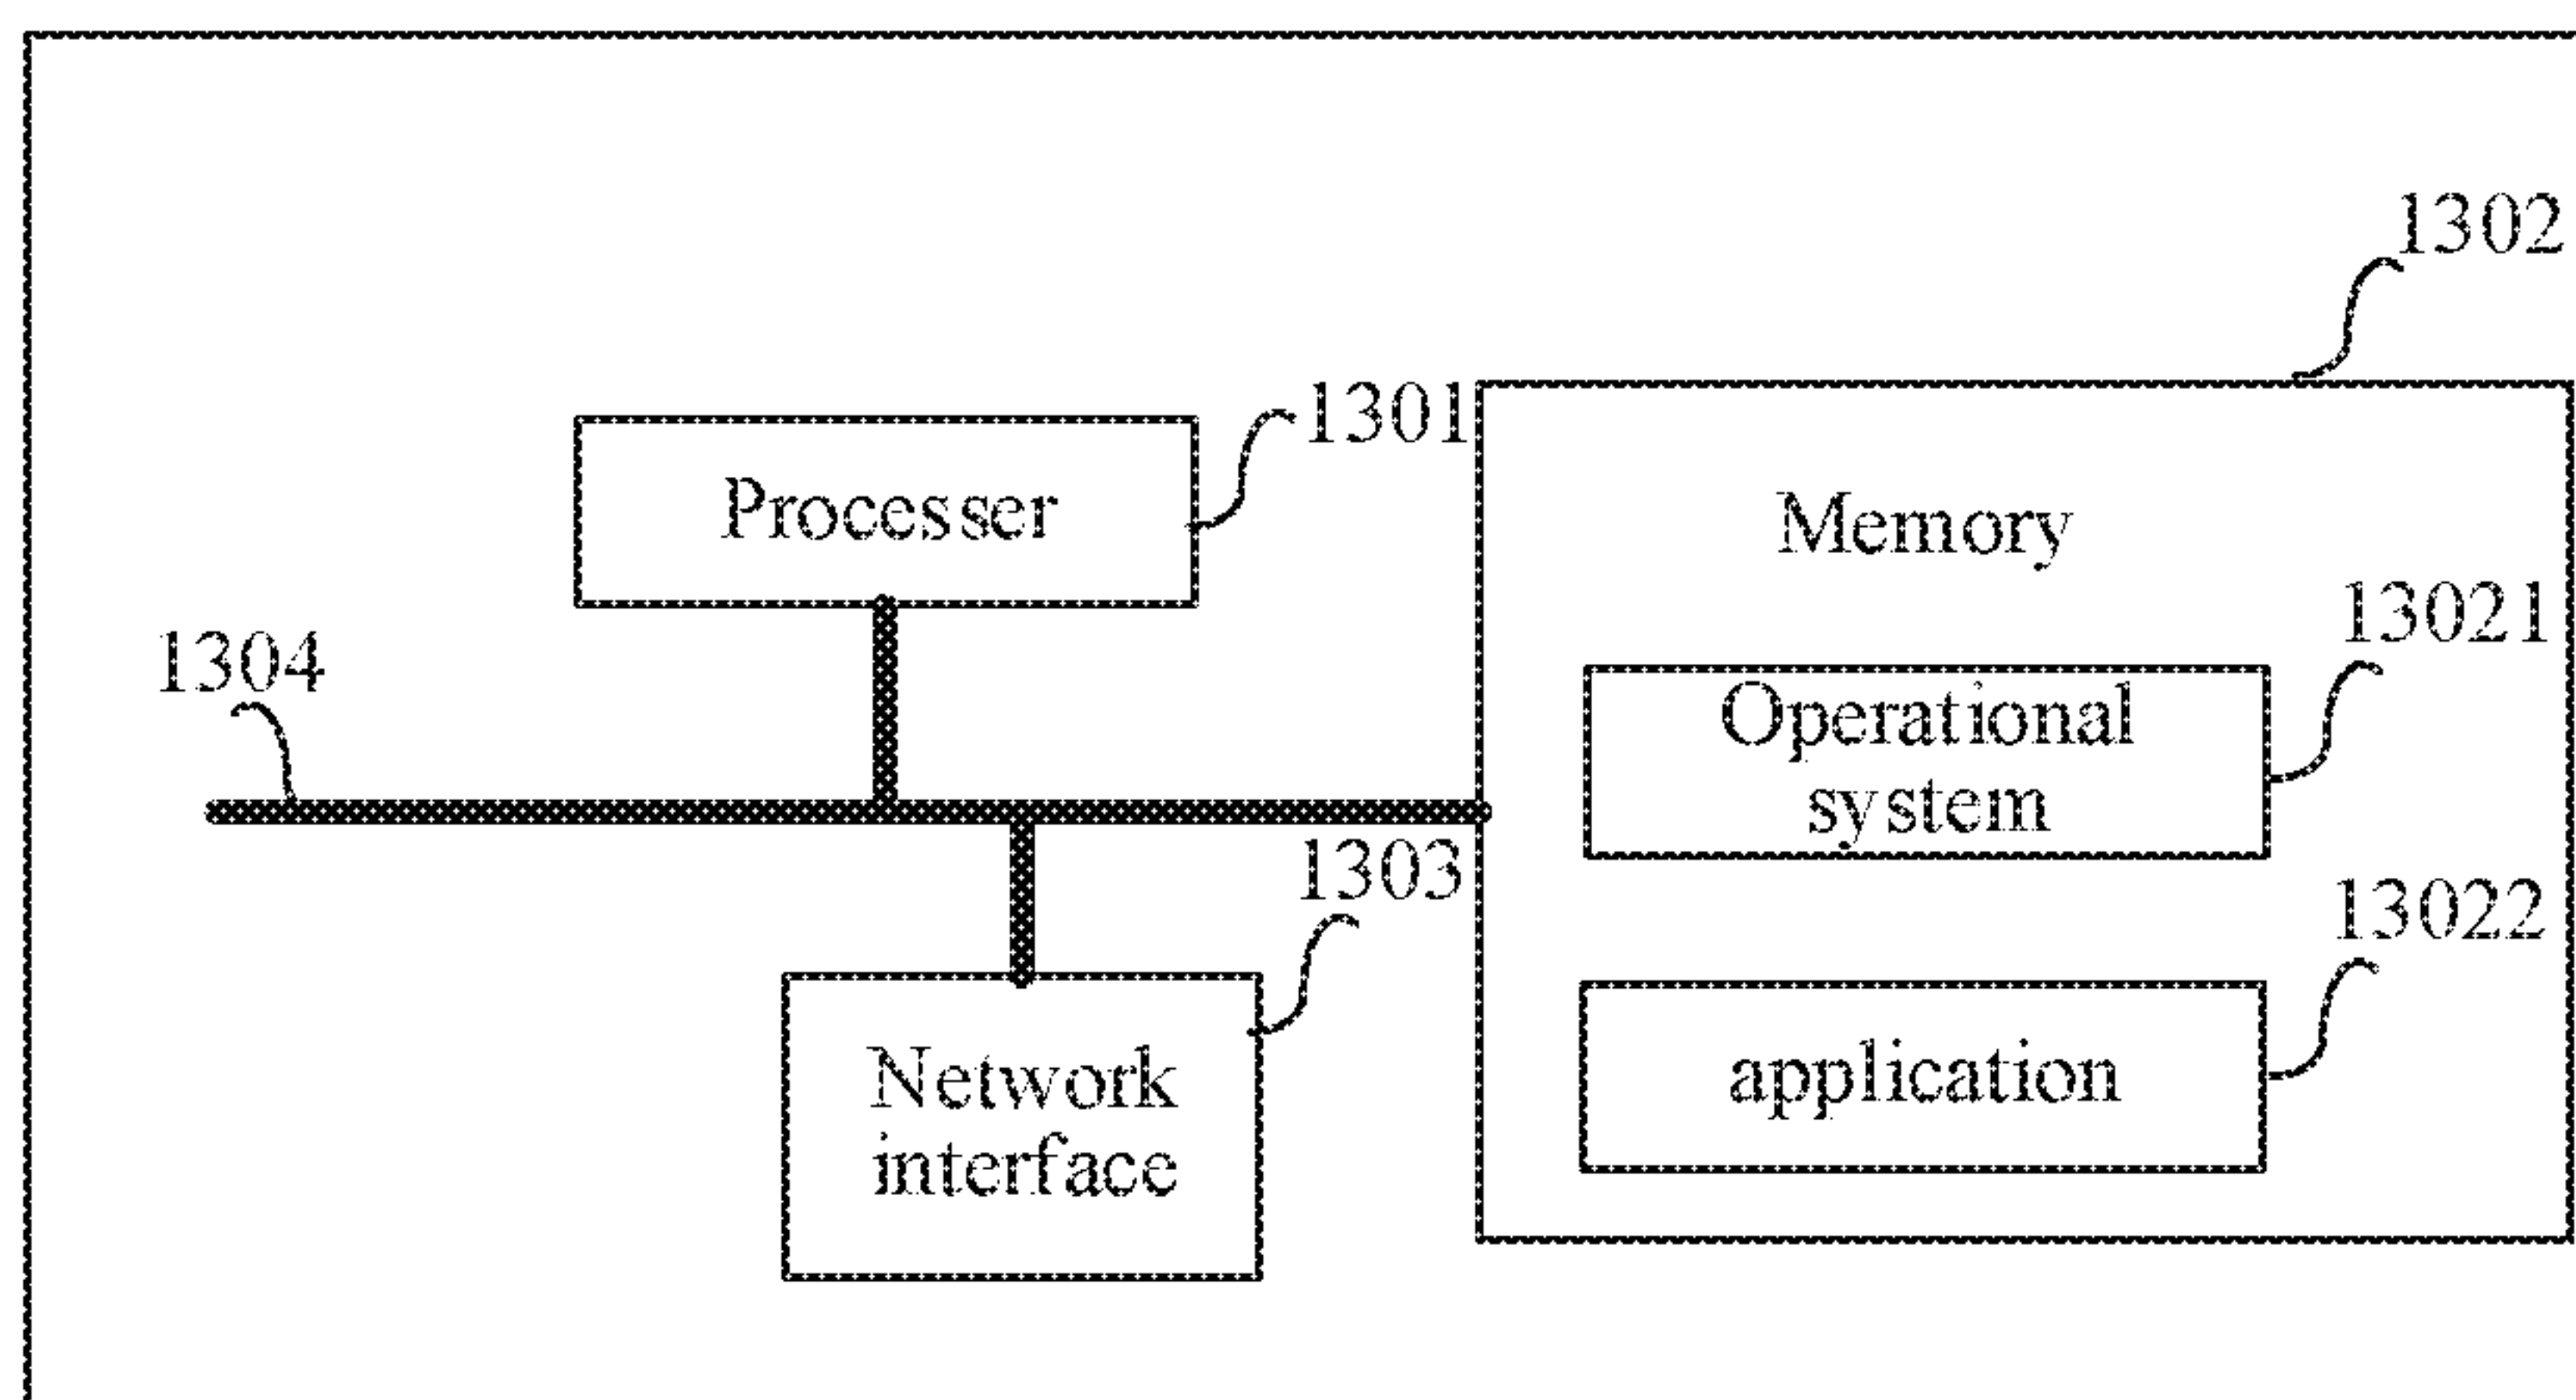 1302
1301
Processer
Memory
13021
1304
Operational
system
1303
13022
Network
interface
application